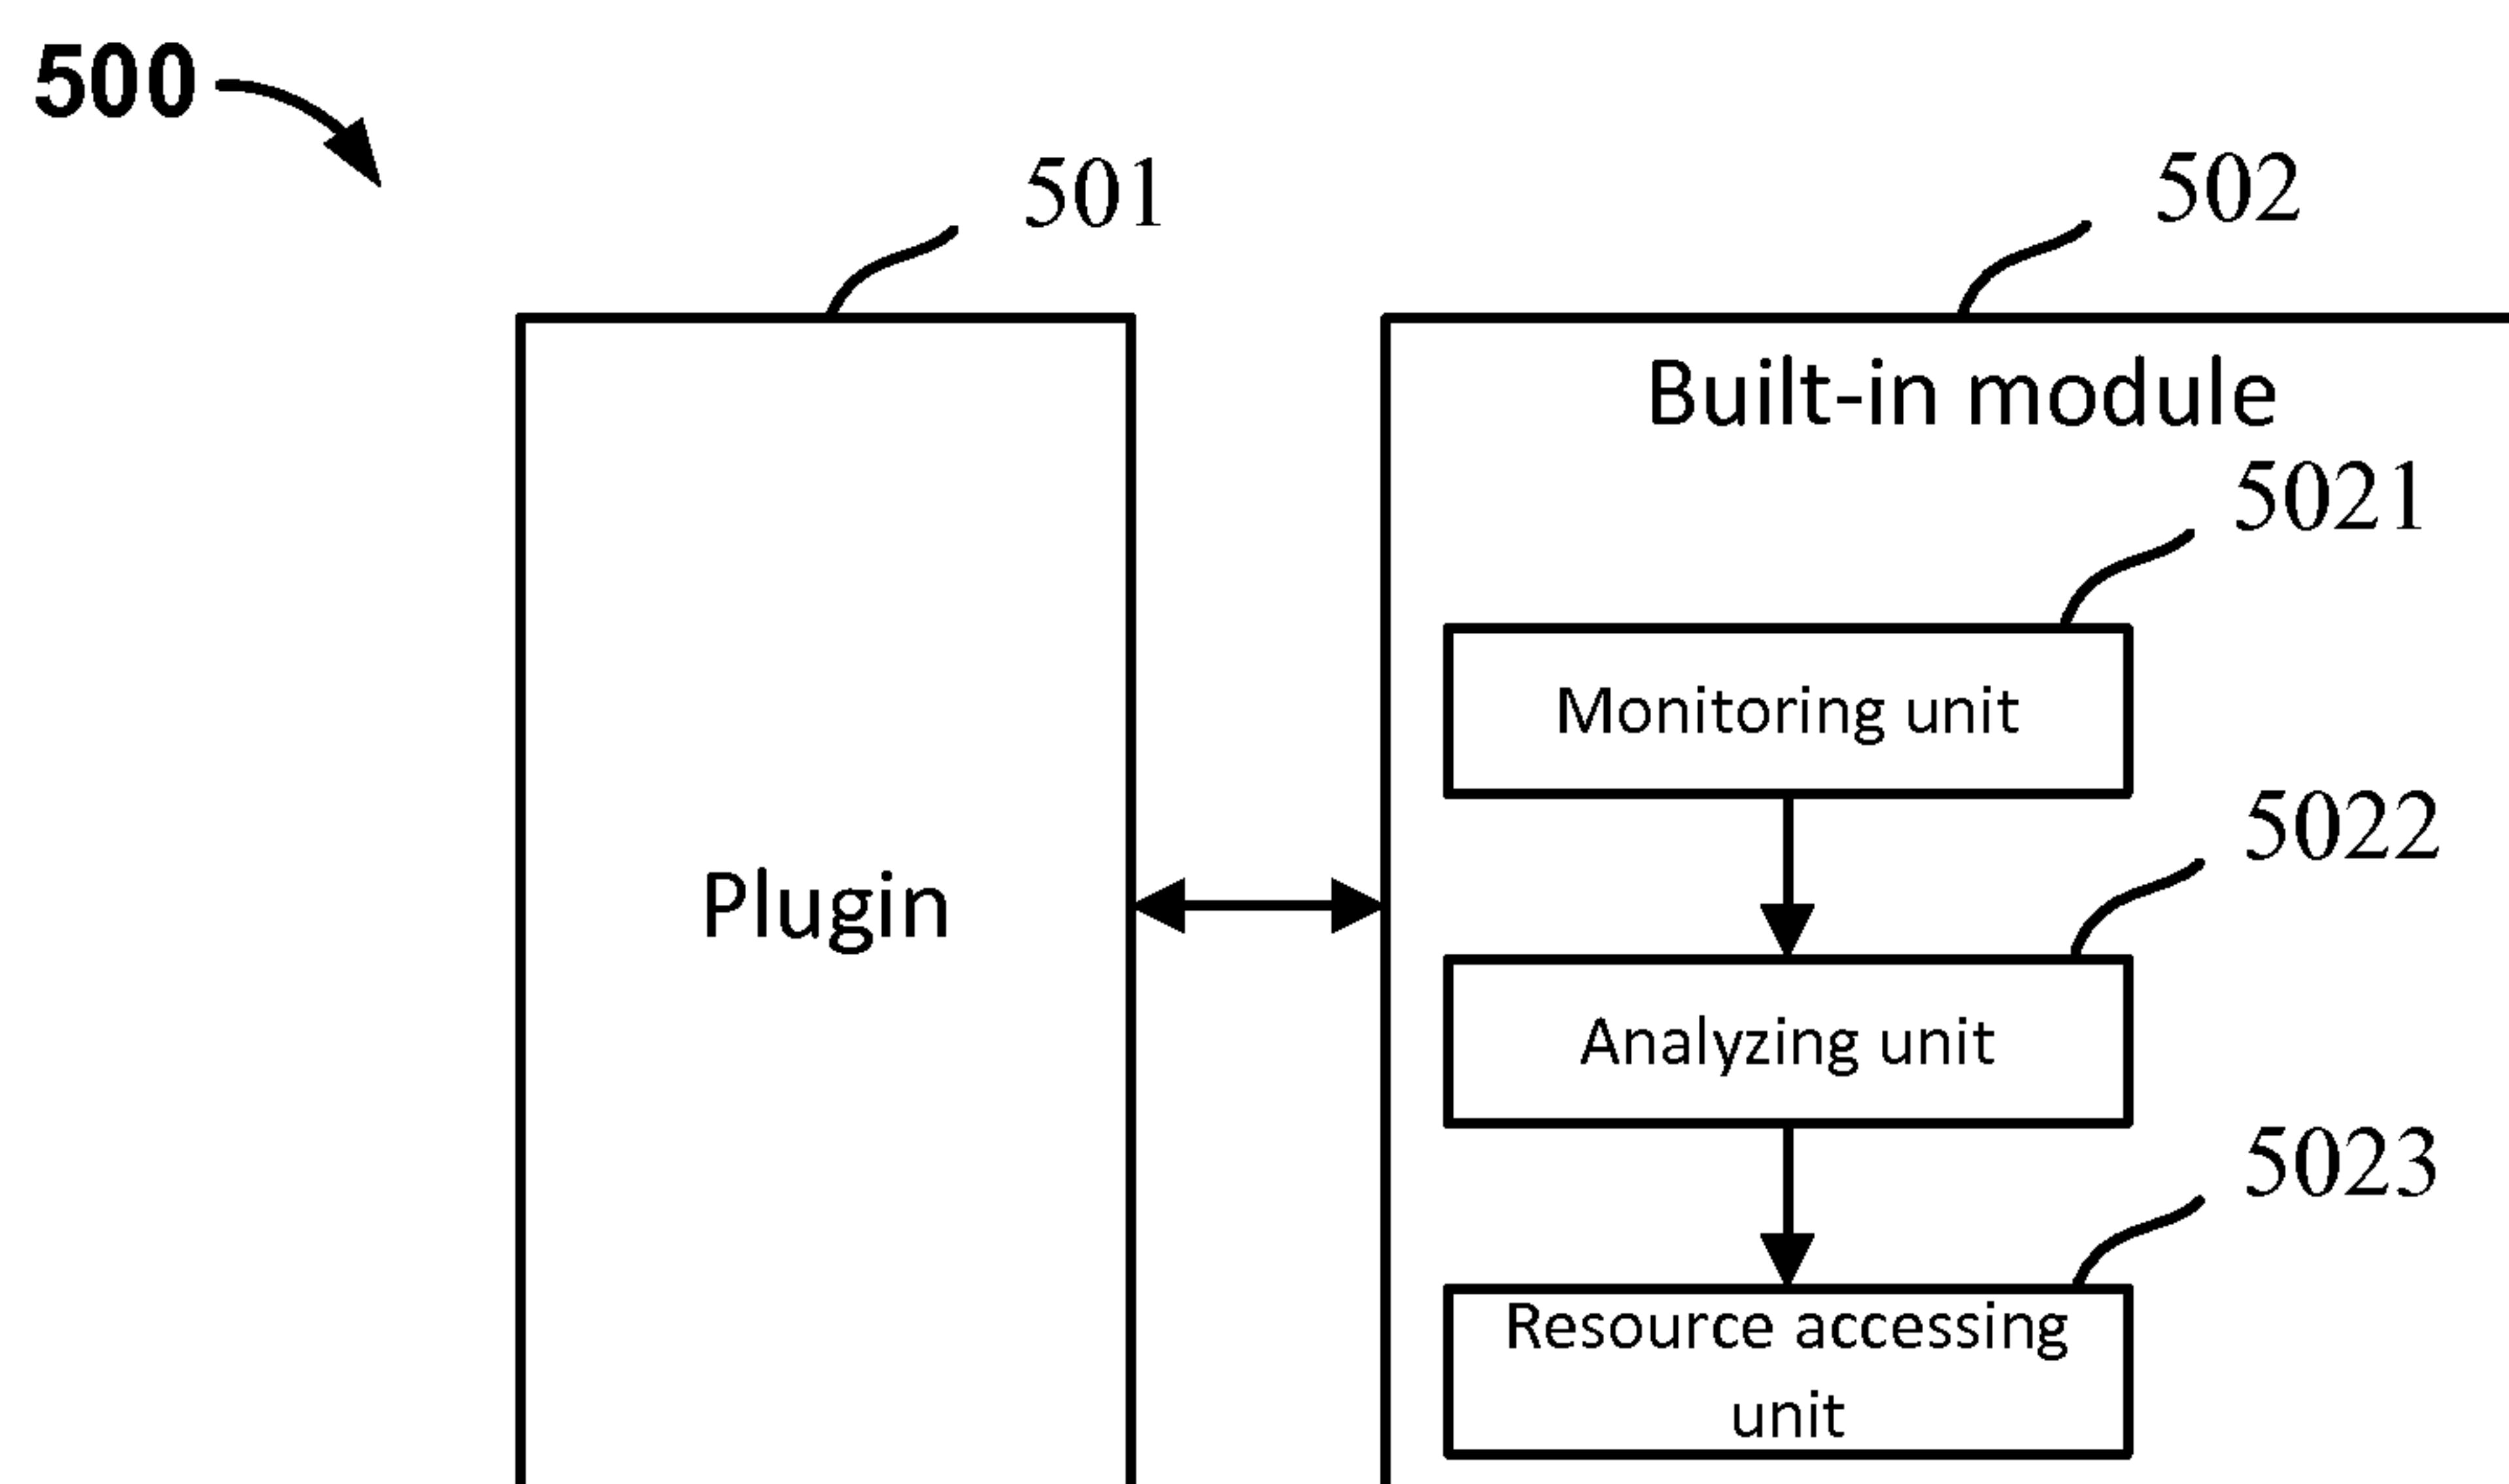 500
501
502
Built-in module
5021
Monitoring unit
5022
Plugin
Analyzing unit
5023
Resource accessing
unit